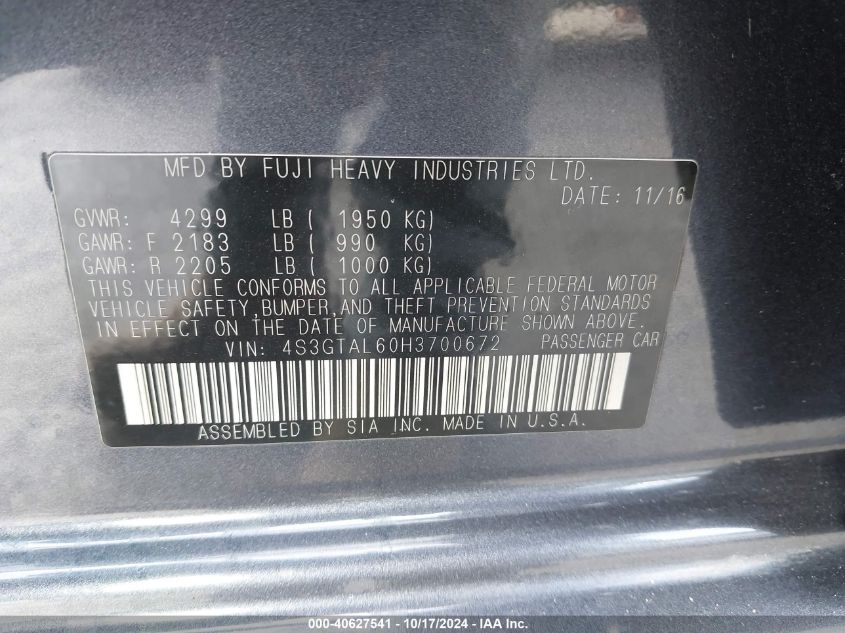 MFD BY FUJI HEAVY INDUSTRIES LTD.
DATE: 11/16
GVWR: 4299 LB ( 1950 KG)
GAWR: F 2183 LB ( 990 KG)
GAWR: R 2205 LB ( 1000 KG)
THIS VEHICLE CONFORMS TO ALL APPLICABLE FEDERAL MOTOR
VEHICLE SAFETY,BUMPER,AND THEFT PREVENTION STANDARDS
IN EFFECT ON THE DATE OF MANUFACTURE SHOWN ABOVE.
VIN: 4S3GTAL60H3700672 PASSENGER CAR
ASSEMBLED BY SIA INC. MADE IN U.S.A.
000-40627541 - 10/17/2024 - IAA Inc.